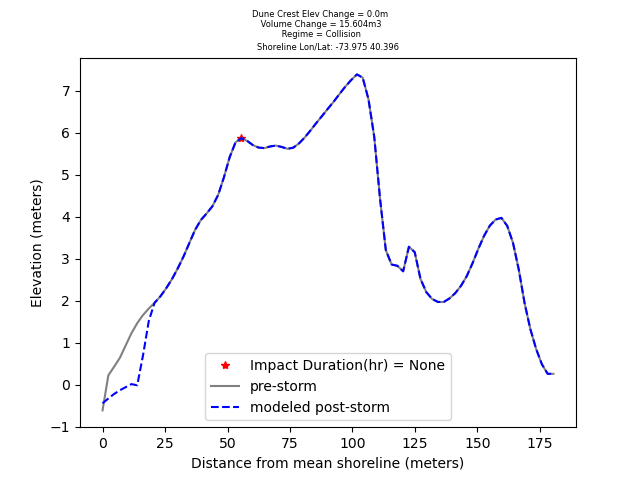 Dune Crest Elev Change = 0.0m
Volume Change = 15.604m3
Regime = Collision
Shoreline Lon/Lat: -73.975 40.396
7
6
5
4
3
2
1
0
−1
Elevation (meters)
Impact Duration(hr) = None
pre-storm
modeled post-storm
0 25 50 75 100 125 150 175
Distance from mean shoreline (meters)